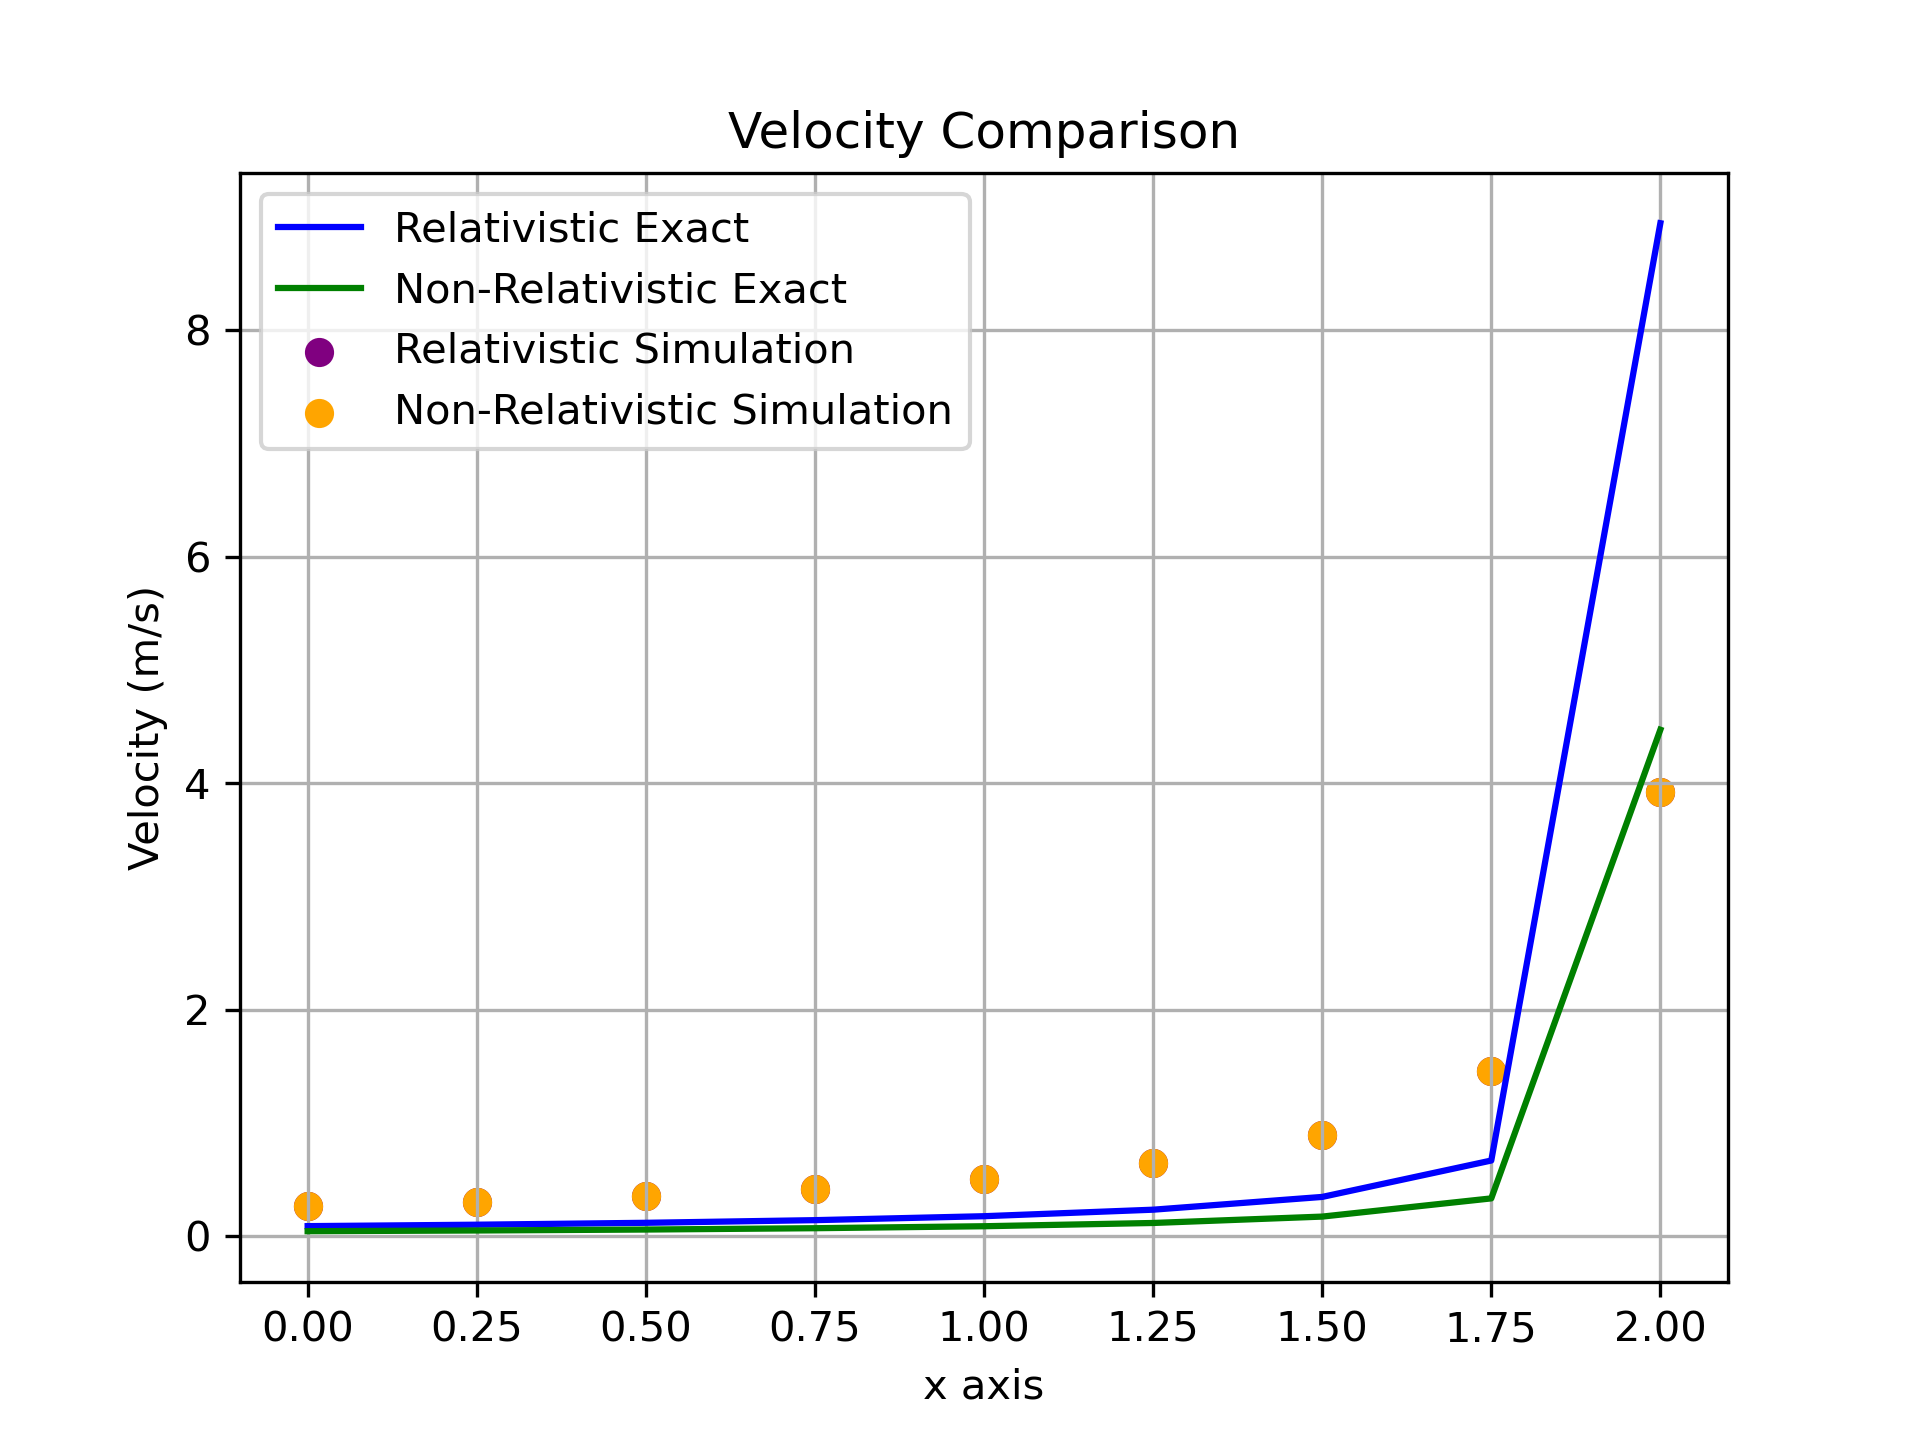 Velocity Comparison
Relativistic Exact
Non-Relativistic Exact
Relativistic Simulation
Non-Relativistic Simulation
8
6
4
2
0
Velocity (m/s)
0.00 0.25 0.50 0.75 1.00 1.25 1.50 1.75 2.00
x axis